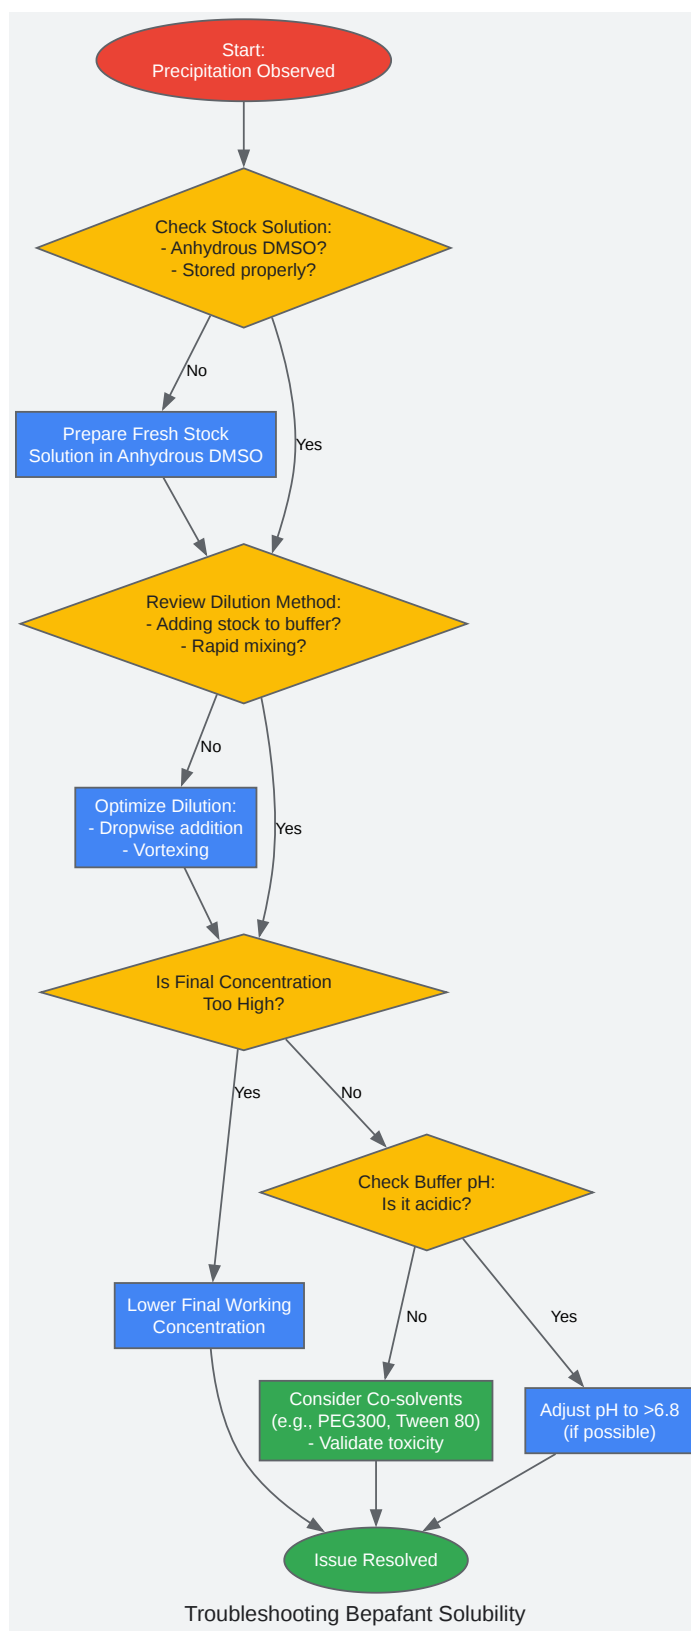 Start:
Precipitation Observed
Check Stock Solution:
- Anhydrous DMSO?
- Stored properly?
No
Yes
Prepare Fresh Stock
Solution in Anhydrous DMSO
Review Dilution Method:
- Adding stock to buffer?
- Rapid mixing?
No
Yes
Optimize Dilution:
- Dropwise addition
- Vortexing
Is Final Concentration
Too High?
Yes
No
Check Buffer pH:
Is it acidic?
No
Yes
Lower Final Working
Concentration
Consider Co-solvents
(e.g., PEG300, Tween 80)
- Validate toxicity
Adjust pH to >6.8
(if possible)
Issue Resolved
Troubleshooting Bepafant Solubility